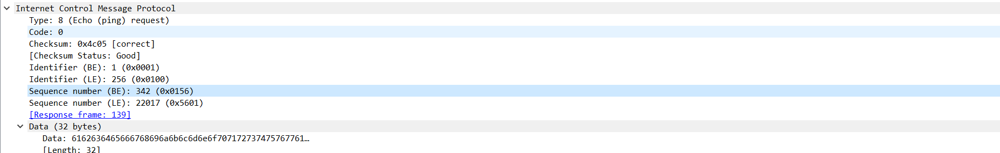 Internet Control Message Protocol
Type: 8 (Echo (ping) request)
Code: 0
Checksum: 0x4c05 [correct]
[Checksum Status: Good]
Identifier (BE): 1 (0x0001)
Identifier (LE): 256 (0x0100)
Sequence number (BE): 342 (0x0156)
Sequence number (LE): 22017 (0x5601)
[Response frame: 139]
Data (32 bytes)
Data: 6162636465666768696a6b6c6d6e6f707172737475767761…
[Length: 32]